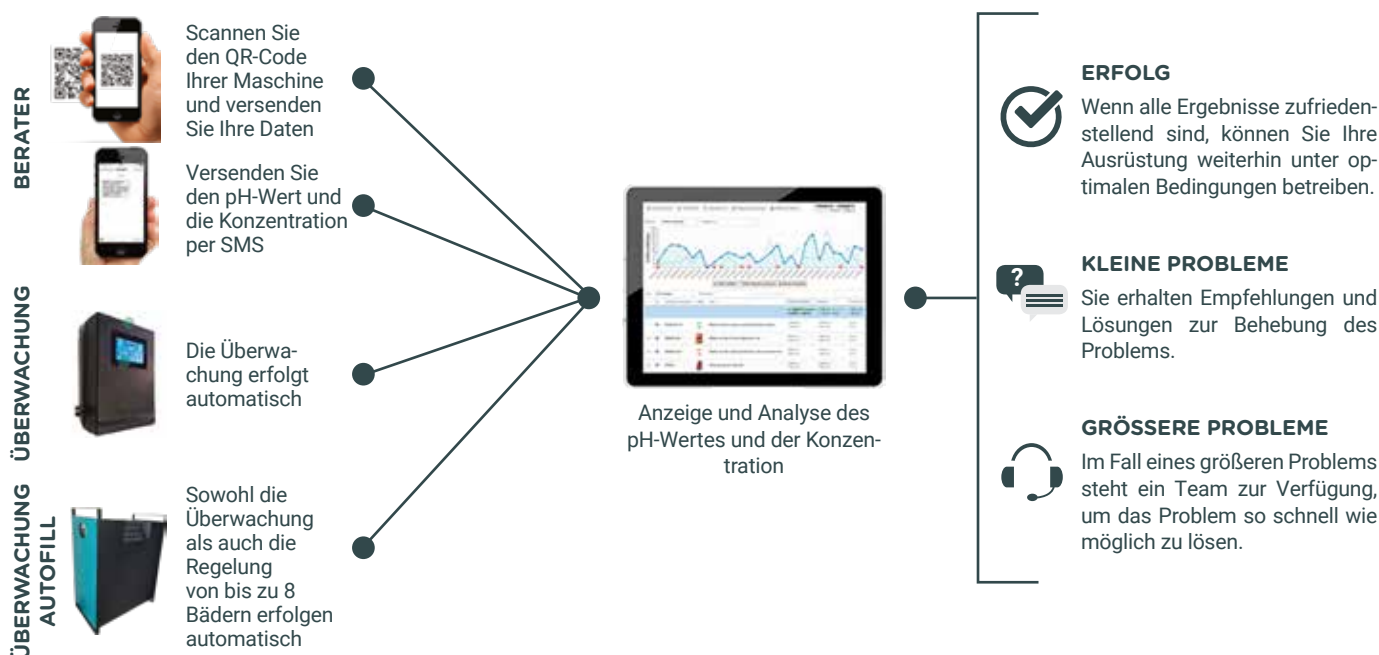 BERATER
Scannen Sie
den QR-Code
Ihrer Maschine
und versenden
Sie Ihre Daten
Versenden Sie
den pH-Wert und
die Konzentration
per SMS
ÜBERWACHUNG
Die Überwa-
chung erfolgt
automatisch
ÜBERWACHUNG
AUTOFILL
Sowohl die
Überwachung
als auch die
Regelung
von bis zu 8
Bädern erfolgen
automatisch
Anzeige und Analyse des
pH-Wertes und der Konzen-
tration
ERFOLG
Wenn alle Ergebnisse zufrieden-
stellend sind, können Sie Ihre
Ausrüstung weiterhin unter op-
timalen Bedingungen betreiben.
?
KLEINE PROBLEME
Sie erhalten Empfehlungen und
Lösungen zur Behebung des
Problems.
GRÖSSERE PROBLEME
Im Fall eines größeren Problems
steht ein Team zur Verfügung,
um das Problem so schnell wie
möglich zu lösen.